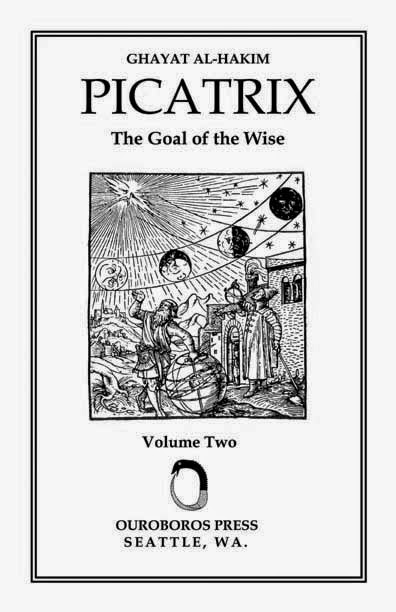 GHAYAT AL-HAKIM
PICATRIX
The Goal of the Wise
Volume Two
OUROBOROS PRESS
SEATTLE, WA.